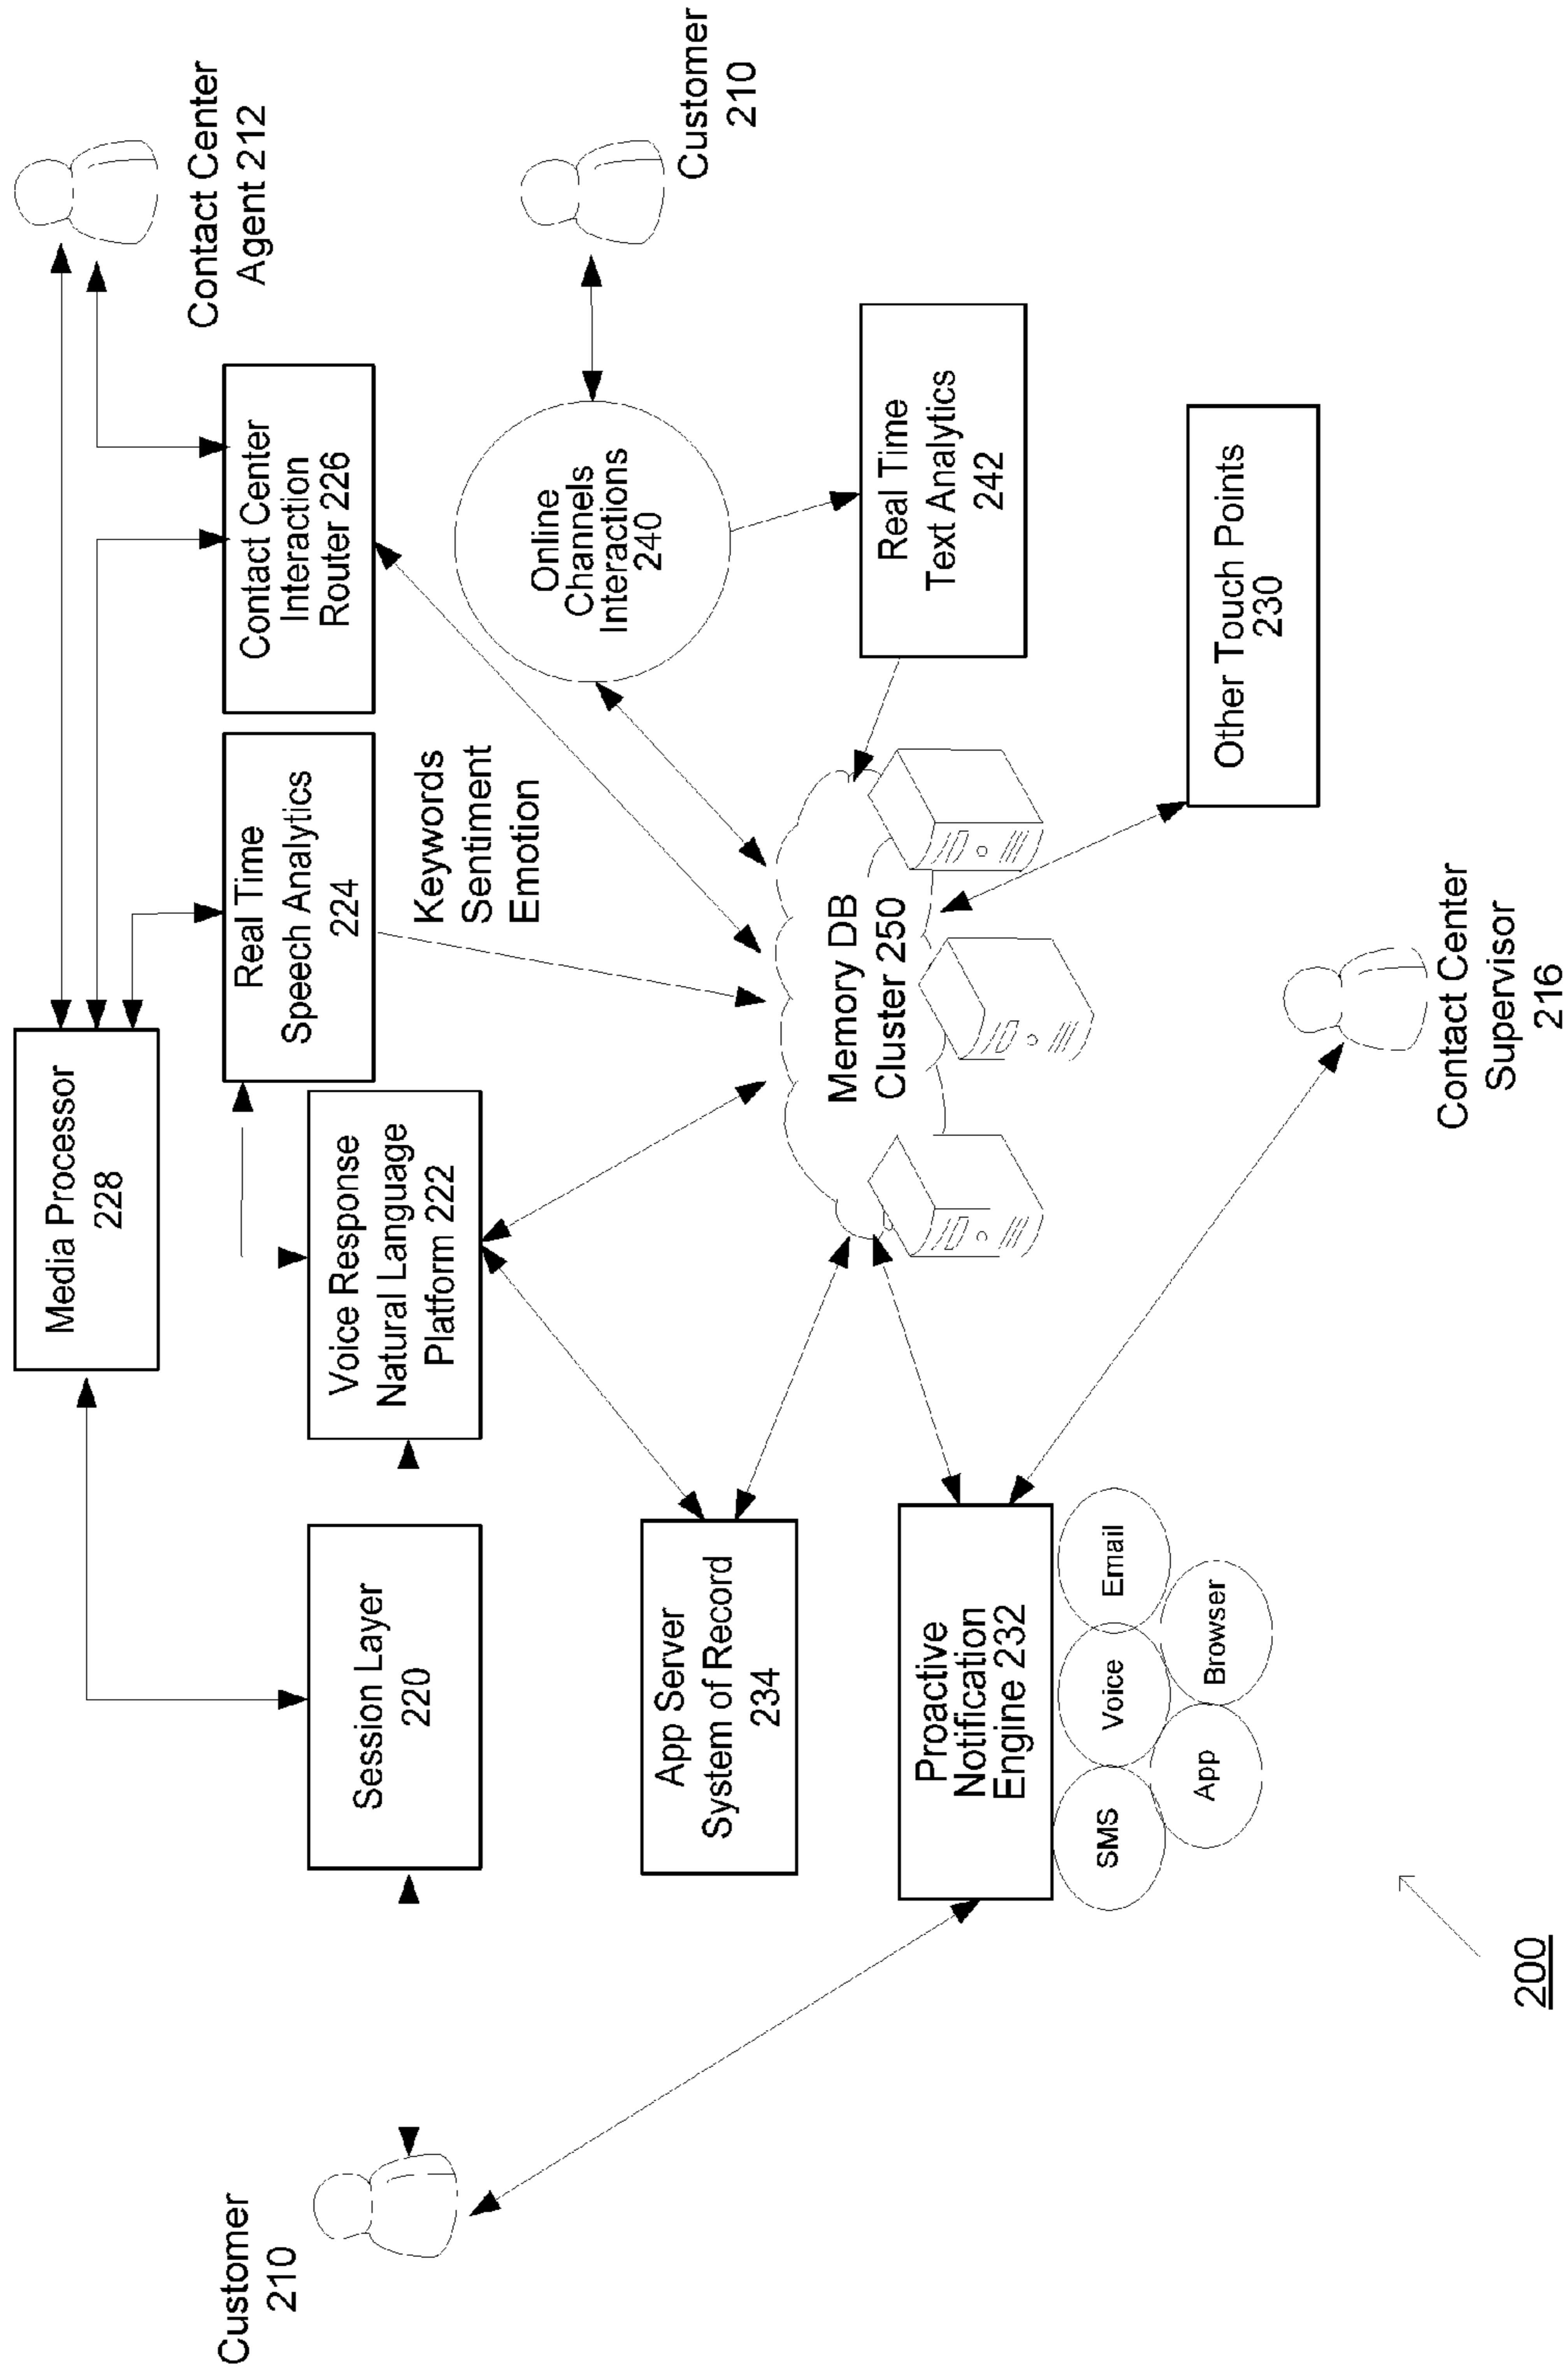 Media Processor
228
Contact Center
Agent 212
Customer
210
Session Layer
220
Voice Response
Natural Language
Platform 222
Real Time
Speech Analytics
224
Contact Center
Interaction
Router 226
Keywords
Sentiment
Emotion
Online
Channels
Interactions
240
Customer
210
App Server
System of Record
234
Memory DB
Cluster 250
Real Time
Text Analytics
242
Proactive
Notification
Engine 232
SMS
Voice
Email
App
Browser
Other Touch Points
230
Contact Center
Supervisor
216
200